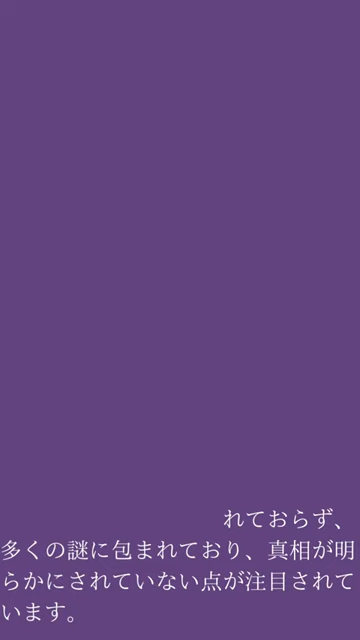 れておらず、
多くの謎に包まれており、真相が明
らかにされていない点が注目されて
います。